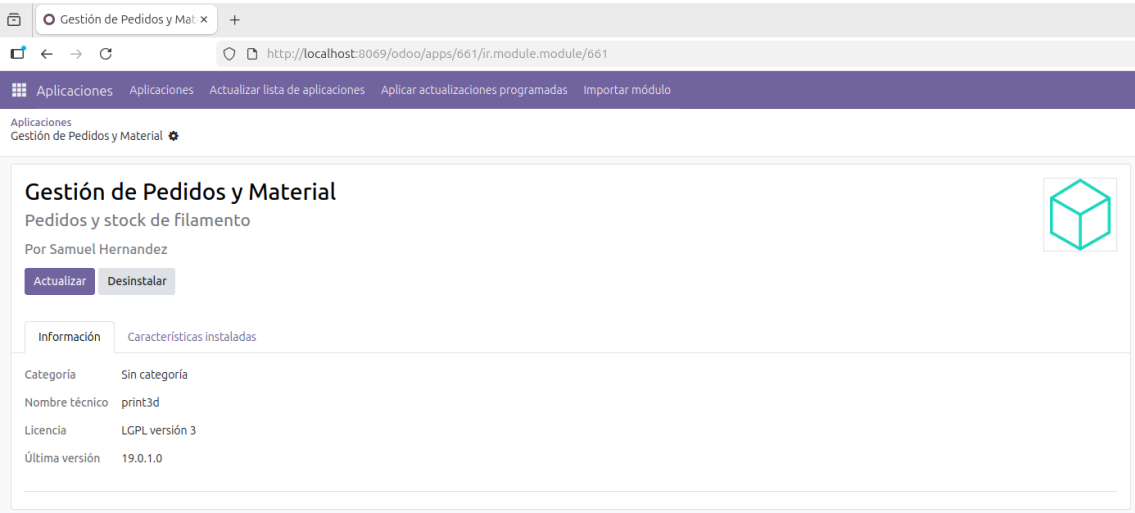 Gestión de Pedidos y Mat
http://localhost:8069/odoo/apps/661/ir.module.module/661
Aplicaciones Aplicaciones Actualizar lista de aplicaciones Aplicar actualizaciones programadas Importar módulo
Aplicaciones
Gestión de Pedidos y Material
Gestión de Pedidos y Material
Pedidos y stock de filamento
Por Samuel Hernandez
Actualizar Desinstalar
Información Características instaladas
Categoría Sin categoría
Nombre técnico print3d
Licencia LGPL versión 3
Última versión 19.0.1.0